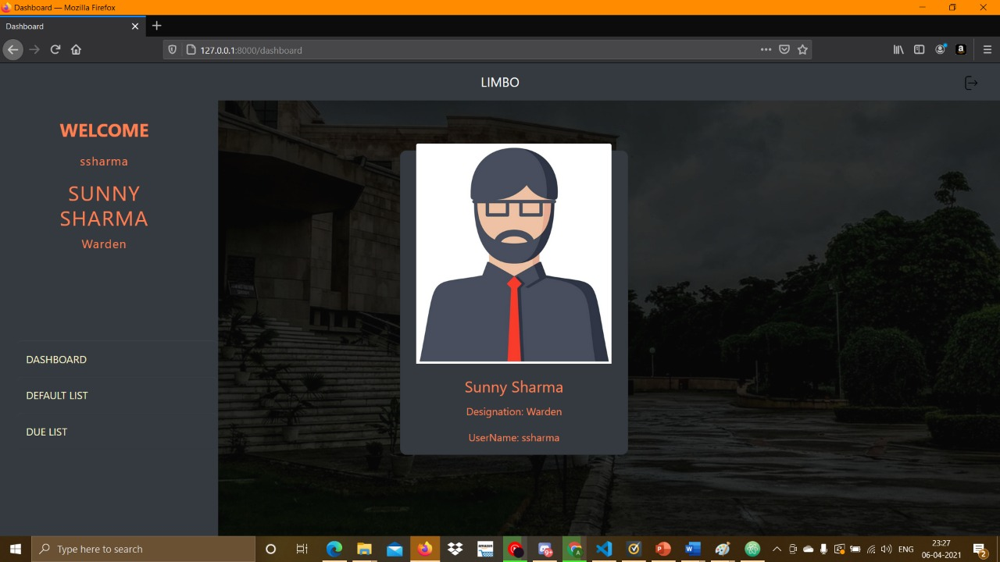 Dashboard — Mozilla Firefox
Dashboard
127.0.0.1:8000/dashboard
LIMBO
WELCOME
ssharma
SUNNY
SHARMA
Warden
DASHBOARD
DEFAULT LIST
DUE LIST
Sunny Sharma
Designation: Warden
UserName: ssharma
Type here to search
ENG
23:27
06-04-2021
2